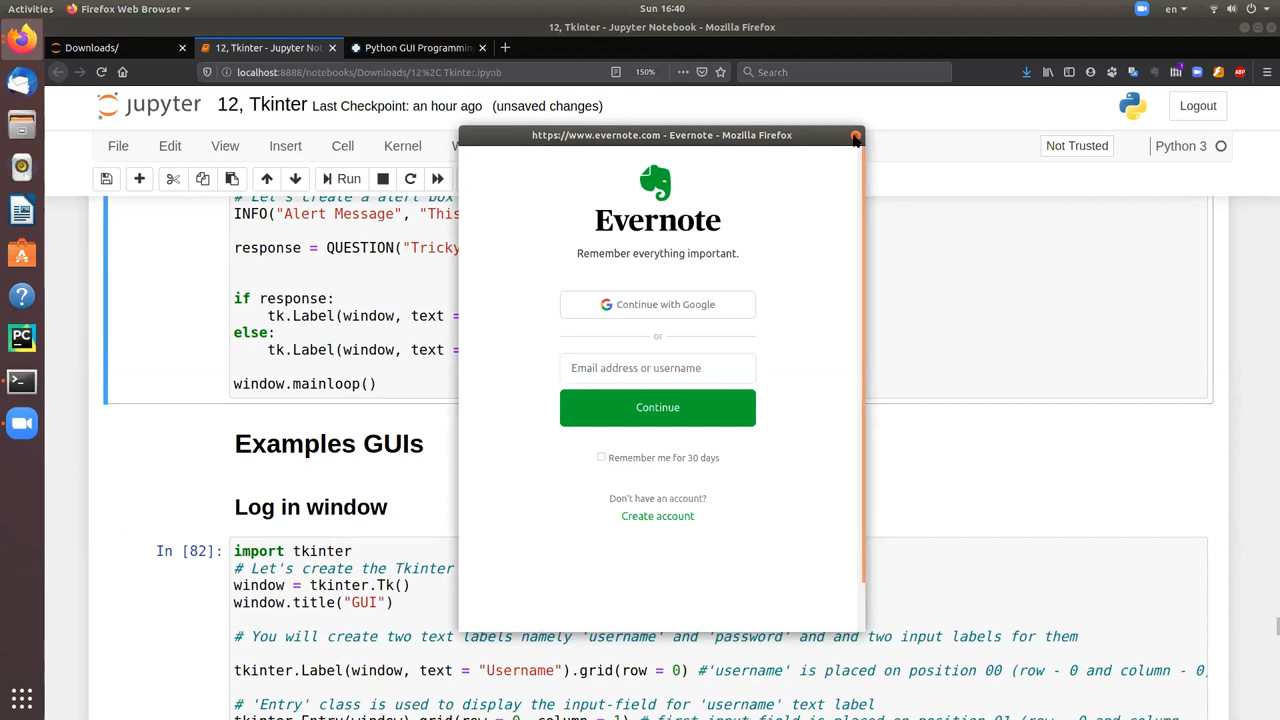 Activities
Firefox Web Browser
Sun 16:40
en
12, Tkinter - Jupyter Notebook - Mozilla Firefox
Downloads/
12, Tkinter - Jupyter Not
Python GUI Programmin
localhost:8888/notebooks/Downloads/12%2C Tkinter.ipynb
150%
Search
ABP
jupyter
12, Tkinter Last Checkpoint: an hour ago (unsaved changes)
Logout
File Edit View Insert Cell Kernel
Not Trusted
Python 3
Run
# Let's create a alert box
INFO("Alert Message", "This
response = QUESTION("Tricky
if response:
tk.Label(window, text =
else:
tk.Label(window, text =
window.mainloop()
https://www.evernote.com - Evernote - Mozilla Firefox
Evernote
Remember everything important.
Continue with Google
or
Email address or username
Continue
Remember me for 30 days
Don't have an account?
Create account
PC
Examples GUIs
Log in window
In [82]:
import tkinter
# Let's create the Tkinter
window = tkinter.Tk()
window.title("GUI")
# You will create two text labels namely 'username' and 'password' and and two input labels for them
tkinter.Label(window, text = "Username").grid(row = 0) #'username' is placed on position 00 (row - 0 and column - 0)
# 'Entry' class is used to display the input-field for 'username' text label